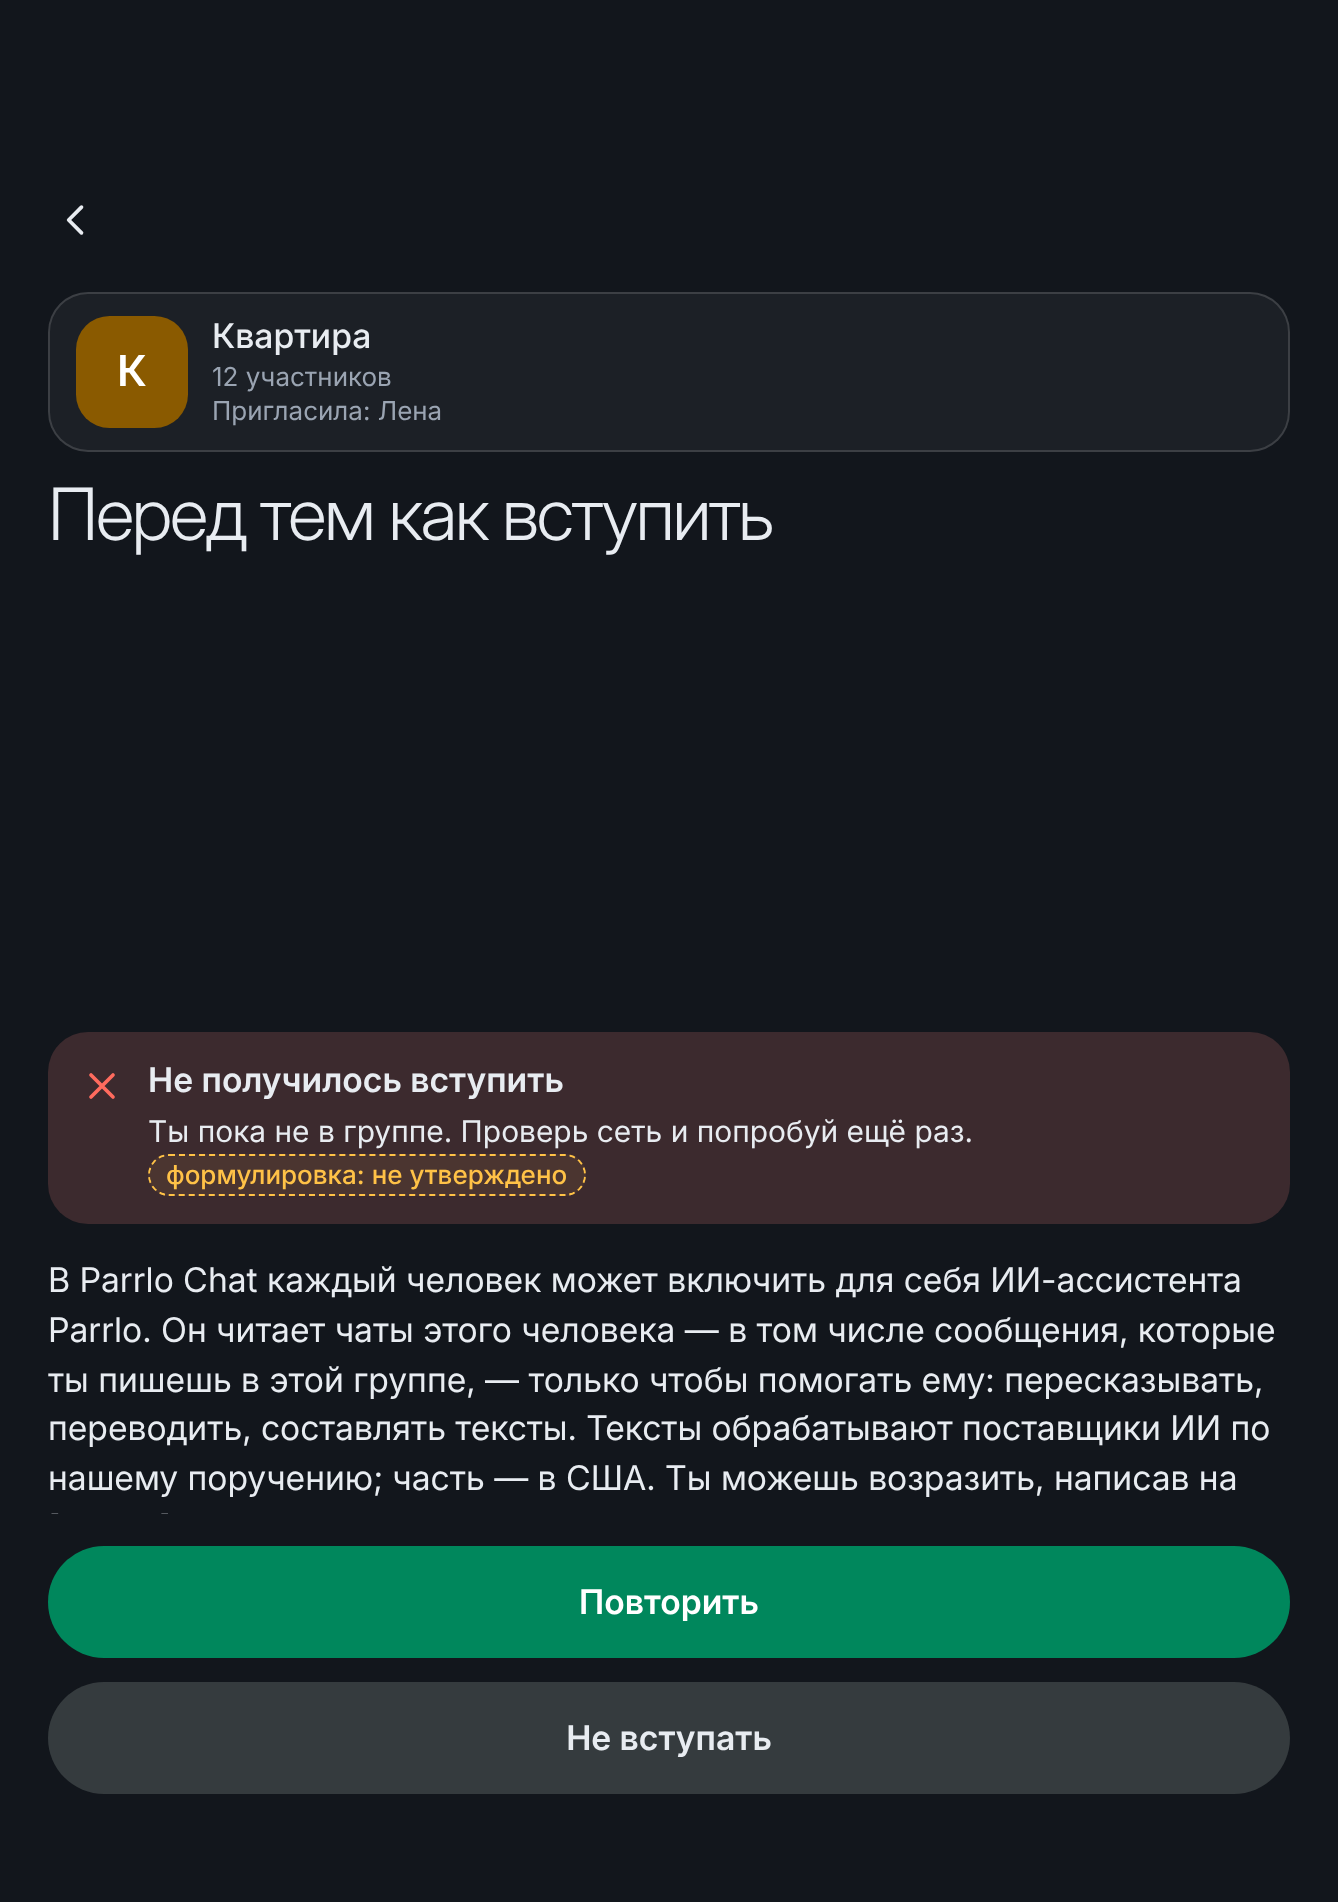 К
Квартира
12 участников
Пригласила: Лена
Перед тем как вступить
Не получилось вступить
Ты пока не в группе. Проверь сеть и попробуй ещё раз.
формулировка: не утверждено
В Parrlo Chat каждый человек может включить для себя ИИ-ассистента
Parrlo. Он читает чаты этого человека — в том числе сообщения, которые
ты пишешь в этой группе, — только чтобы помогать ему: пересказывать,
переводить, составлять тексты. Тексты обрабатывают поставщики ИИ по
нашему поручению; часть — в США. Ты можешь возразить, написав на
Повторить
Не вступать